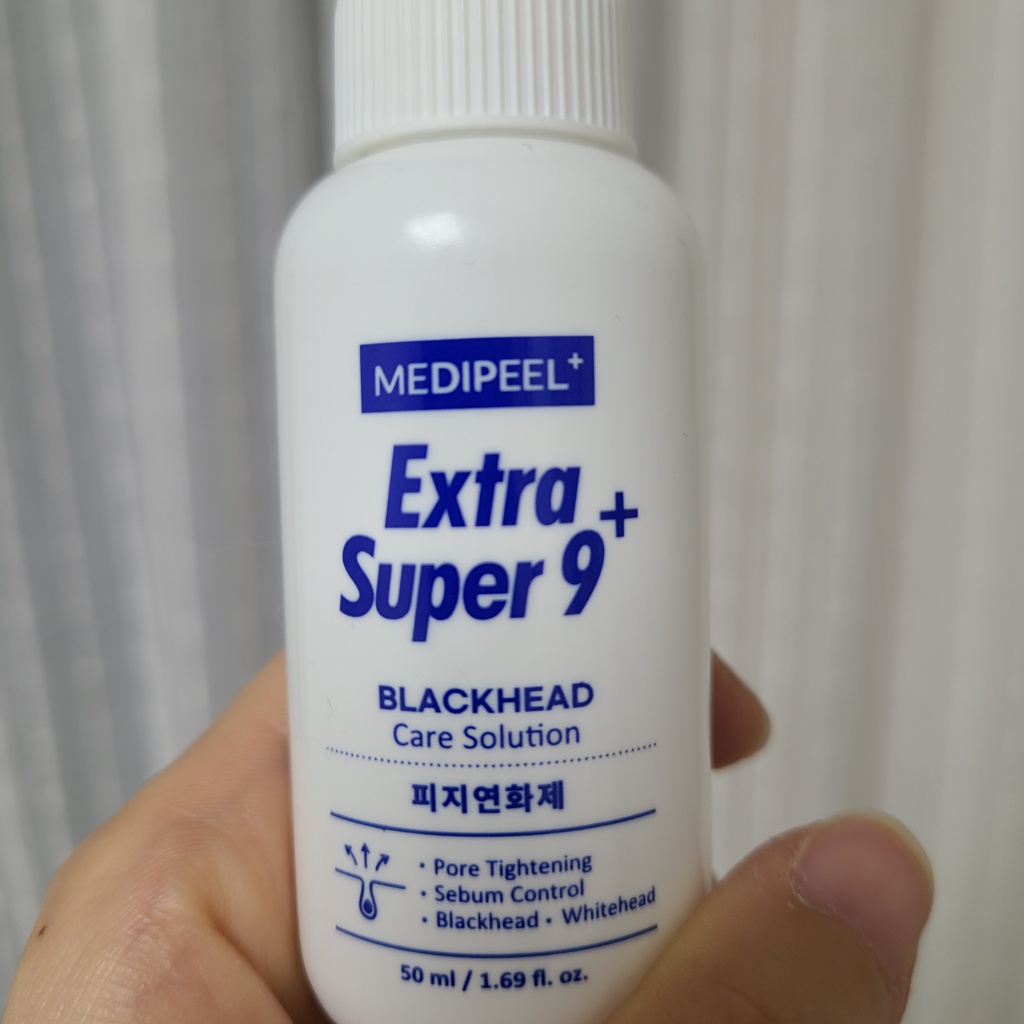 MEDIPEEL+
Extra
Super 9+
BLACKHEAD
Care Solution
피지연화제
· Pore Tightening
· Sebum Control
· Blackhead · Whitehead
50 ml / 1.69 fl. oz.